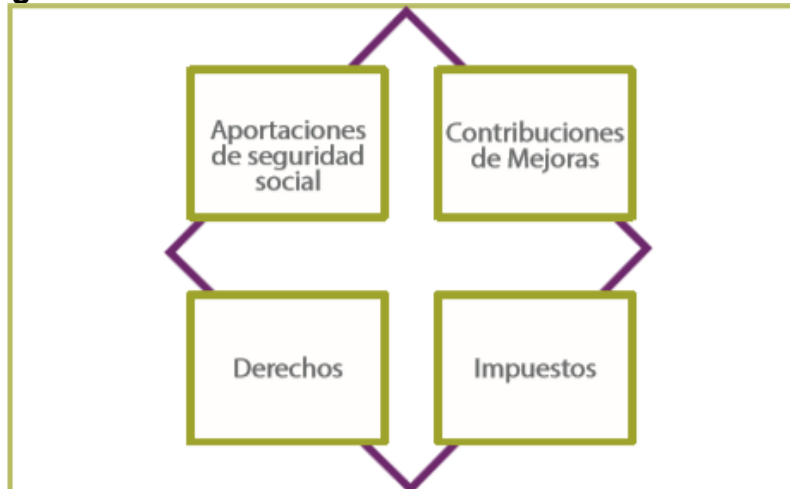 Aportaciones
de seguridad
social
Contribuciones
de Mejoras
Derechos
Impuestos